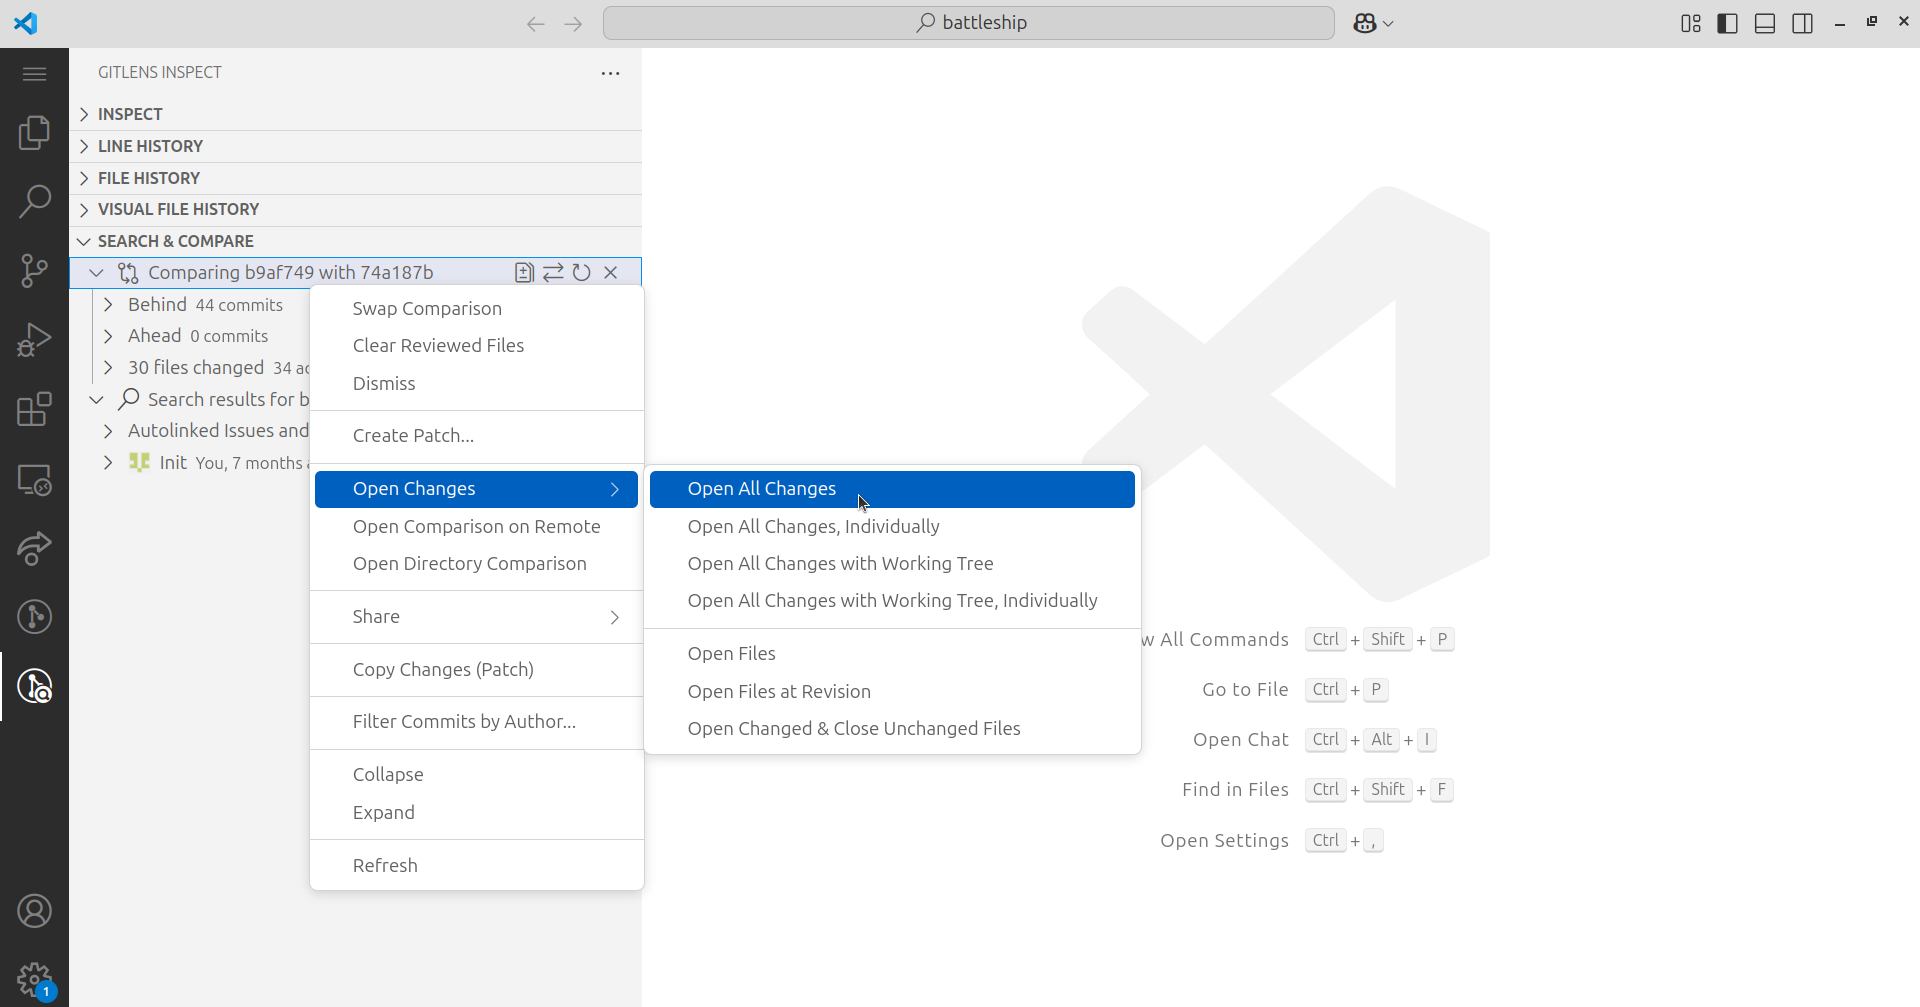 battleship
GITLENS INSPECT
INSPECT
LINE HISTORY
FILE HISTORY
VISUAL FILE HISTORY
SEARCH & COMPARE
Comparing b9af749 with 74a187b
Behind 44 commits
Ahead 0 commits
30 files changed 34
Search results for
Autolinked Issues and
Init You, 7 months
Swap Comparison
Clear Reviewed Files
Dismiss
Create Patch...
Open Changes
Open Comparison on Remote
Open Directory Comparison
Share
Copy Changes (Patch)
Filter Commits by Author...
Collapse
Expand
Refresh
Open All Changes
Open All Changes, Individually
Open All Changes with Working Tree
Open All Changes with Working Tree, Individually
Open Files
Open Files at Revision
Open Changed & Close Unchanged Files
All Commands Ctrl + Shift + P
Go to File Ctrl + P
Open Chat Ctrl + Alt + I
Find in Files Ctrl + Shift + F
Open Settings Ctrl + ,
1